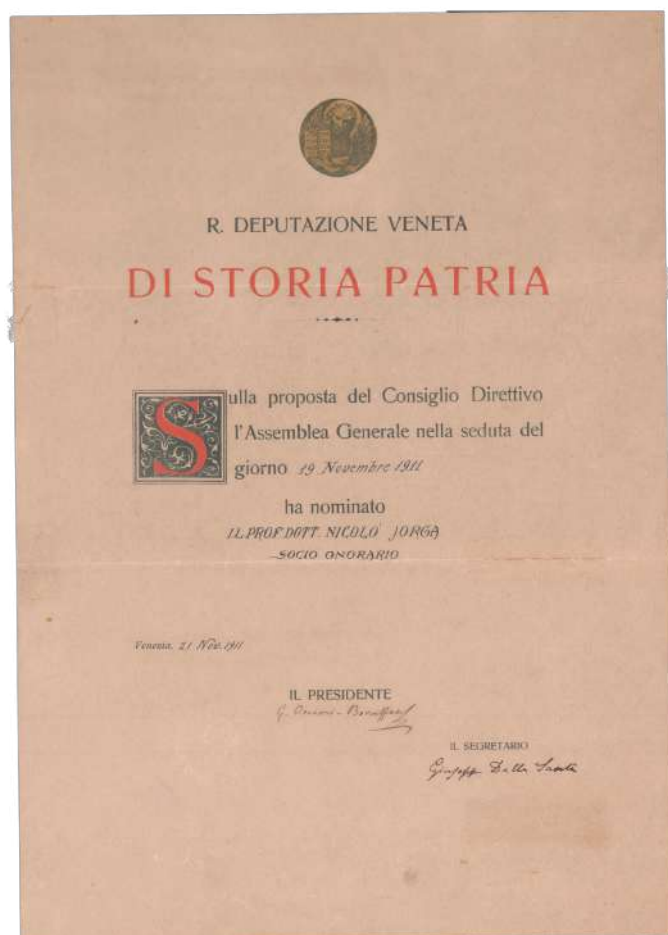 R. DEPUTAZIONE VENETA
DI STORIA PATRIA
Sulla proposta del Consiglio Direttivo
l'Assemblea Generale nella seduta del
giorno 19 Novembre 1911
ha nominato
IL PROF. DOTT. NICOLÒ JORGA
SOCIO ONORARIO
Venezia, 21 Nov. 1911
IL PRESIDENTE
G.
IL SEGRETARIO
Giuseppe Dalla Santa